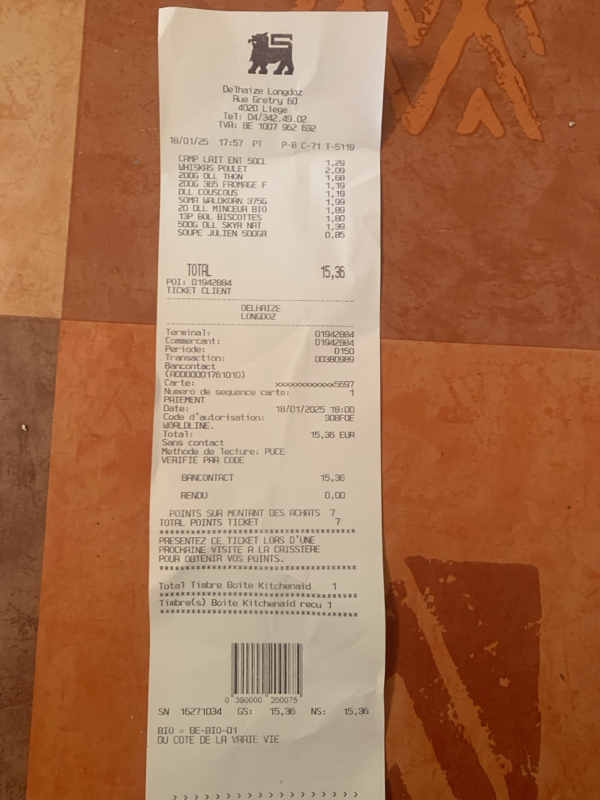 Delhaize Longdoz
Rue Gretry 60
4020 Liege
Tel: 04/342.49.02
TVA: BE 1007 962 632
18/01/25 17:57 PT P-8 C-71 T-5119
CAMP LAIT ENT 50CL 1,29
WHISKAS POULET 2,09
200G DLL THON 1,68
200G 365 FROMAGE F 1,19
DLL COUSCOUS 1,19
SOMA WALDKORN 375G 1,99
20 DLL MINCEUR BIO 1,89
13P BOL BISCOTTES 1,80
500G DLL SKYR NAT 1,39
SOUPE JULIEN 500GR 0,85
TOTAL 15,36
POI: 01942884
TICKET CLIENT
DELHAIZE
LONGDOZ
Terminal: 01942884
Commercant: 01942884
Periode: 0150
Transaction: 00380989
Bancontact
(A0000001761010)
Carte: xxxxxxxxxxxx5697
Numero de sequence carte: 1
PAIEMENT
Date: 18/01/2025 18:00
Code d'autorisation: 308F0E
WORLDLINE.
Total: 15,36 EUR
Sans contact
Methode de lecture: PUCE
VERIFIE PAR CODE
BANCONTACT 15,36
RENDU 0,00
POINTS SUR MONTANT DES ACHATS 7
TOTAL POINTS TICKET 7
************************************
PRESENTEZ CE TICKET LORS D'UNE
PROCHAINE VISITE A LA CAISSIERE
POUR OBTENIR VOS POINTS.
************************************
Total Timbre Boite Kitchenaid 1
************************************
Timbre(s) Boite Kitchenaid recu 1
************************************
0 390000 200075
SN 16271034 GS: 15,36 NS: 15,36
BIO = BE-BIO-01
DU COTE DE LA VRAIE VIE